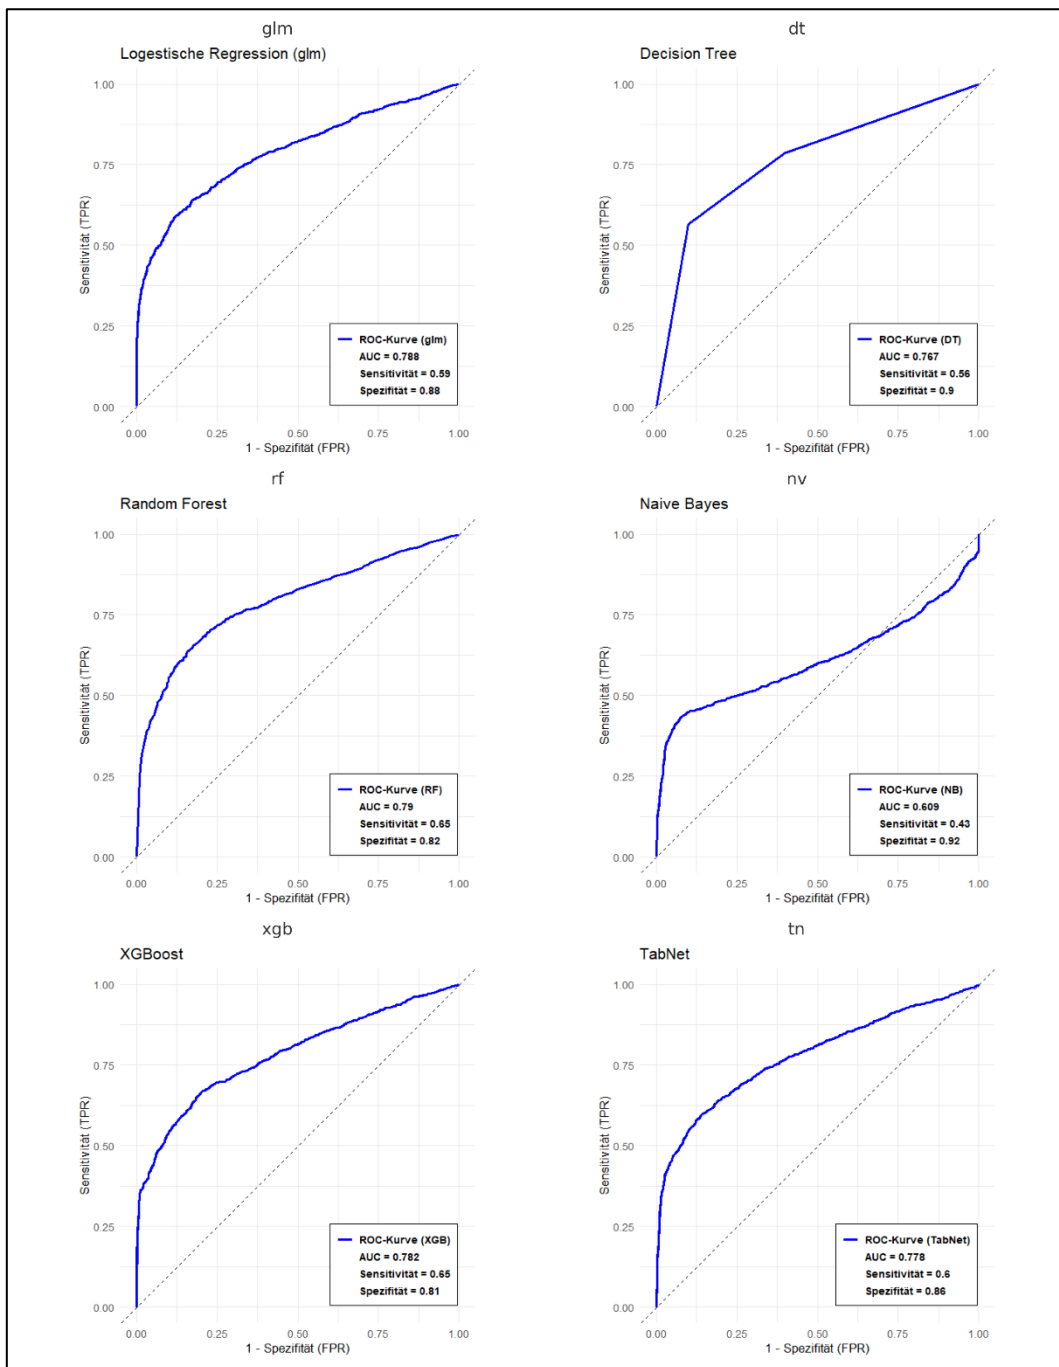 glm
Logestische Regression (glm)
1.00
0.75
0.50
0.25
0.00
Sensitivität (TPR)
ROC-Kurve (glm)
AUC = 0.788
Sensitivität = 0.59
Spezifität = 0.88
0.00 0.25 0.50 0.75 1.00
1 - Spezifität (FPR)
dt
Decision Tree
1.00
0.75
0.50
0.25
0.00
Sensitivität (TPR)
ROC-Kurve (DT)
AUC = 0.767
Sensitivität = 0.56
Spezifität = 0.9
0.00 0.25 0.50 0.75 1.00
1 - Spezifität (FPR)
rf
Random Forest
1.00
0.75
0.50
0.25
0.00
Sensitivität (TPR)
ROC-Kurve (RF)
AUC = 0.79
Sensitivität = 0.65
Spezifität = 0.82
0.00 0.25 0.50 0.75 1.00
1 - Spezifität (FPR)
nv
Naive Bayes
1.00
0.75
0.50
0.25
0.00
Sensitivität (TPR)
ROC-Kurve (NB)
AUC = 0.609
Sensitivität = 0.43
Spezifität = 0.92
0.00 0.25 0.50 0.75 1.00
1 - Spezifität (FPR)
xgb
XGBoost
1.00
0.75
0.50
0.25
0.00
Sensitivität (TPR)
ROC-Kurve (XGB)
AUC = 0.782
Sensitivität = 0.65
Spezifität = 0.81
0.00 0.25 0.50 0.75 1.00
1 - Spezifität (FPR)
tn
TabNet
1.00
0.75
0.50
0.25
0.00
Sensitivität (TPR)
ROC-Kurve (TabNet)
AUC = 0.778
Sensitivität = 0.6
Spezifität = 0.86
0.00 0.25 0.50 0.75 1.00
1 - Spezifität (FPR)